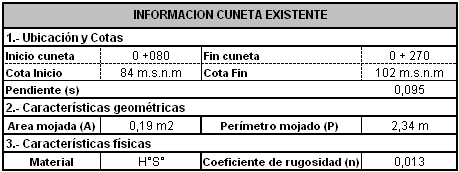 INFORMACION CUNETA EXISTENTE
1.- Ubicación y Cotas
Inicio cuneta 0 +080 Fin cuneta 0 + 270
Cota Inicio 84 m.s.n.m Cota Fin 102 m.s.n.m
Pendiente (s) 0,095
2.- Características geométricas
Area mojada (A) 0,19 m2 Perímetro mojado (P) 2,34 m
3.- Características físicas
Material H°S° Coeficiente de rugosidad (n) 0,013